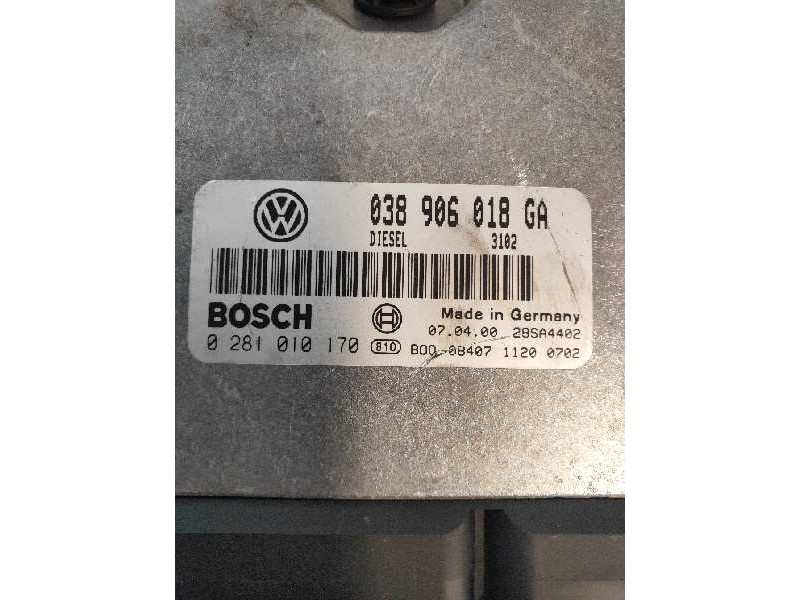 038 906 018 GA
DIESEL 3102
BOSCH
Made in Germany
07.04.00 28SA4402
0 281 010 170 810 B00-08407 1120 0702